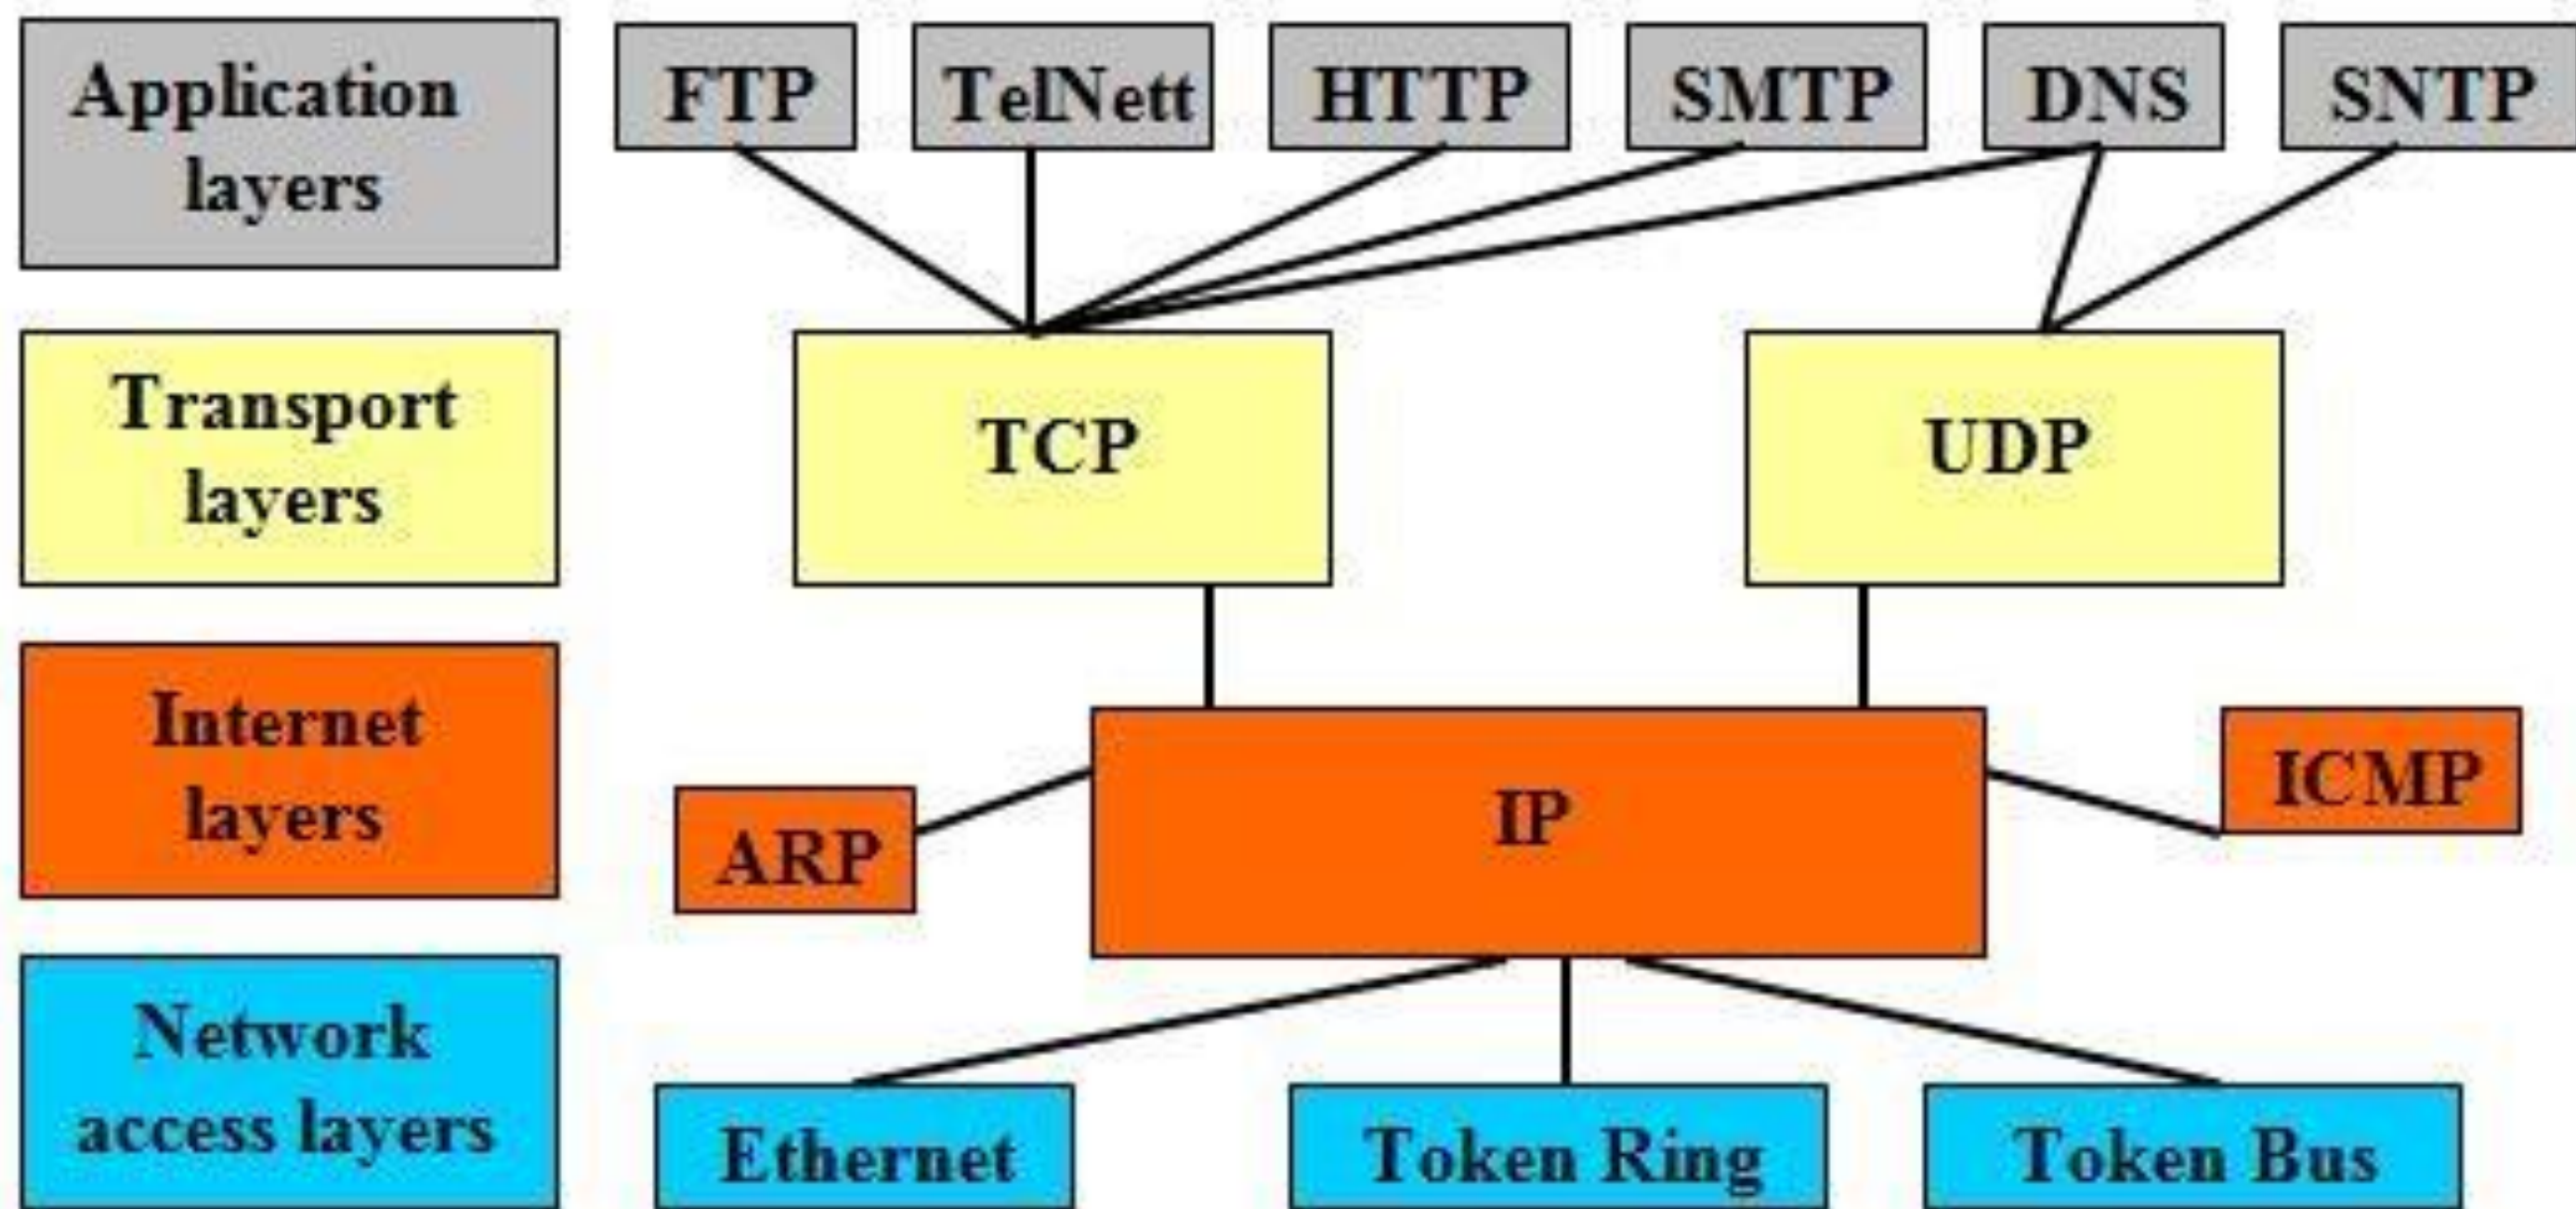 Application
layers
FTP
TelNett
HTTP
SMTP
DNS
SNTP
Transport
layers
TCP
UDP
Internet
layers
ARP
IP
ICMP
Network
access layers
Ethernet
Token Ring
Token Bus